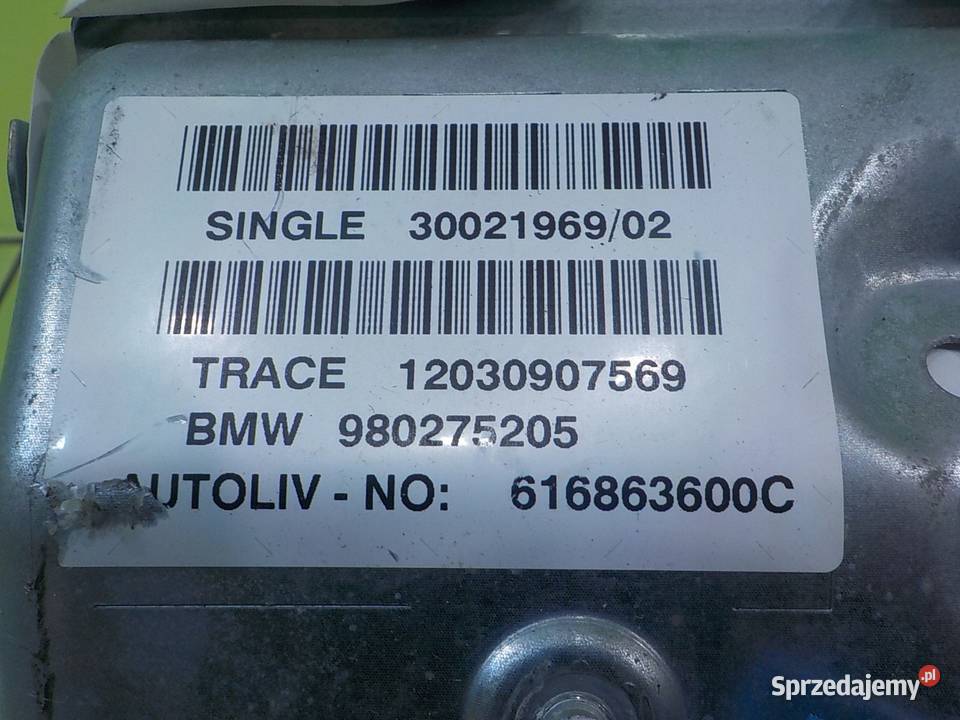 SINGLE 30021969/02
TRACE 12030907569
BMW 980275205
AUTOLIV - NO: 616863600C
Sprzedajemy.pl